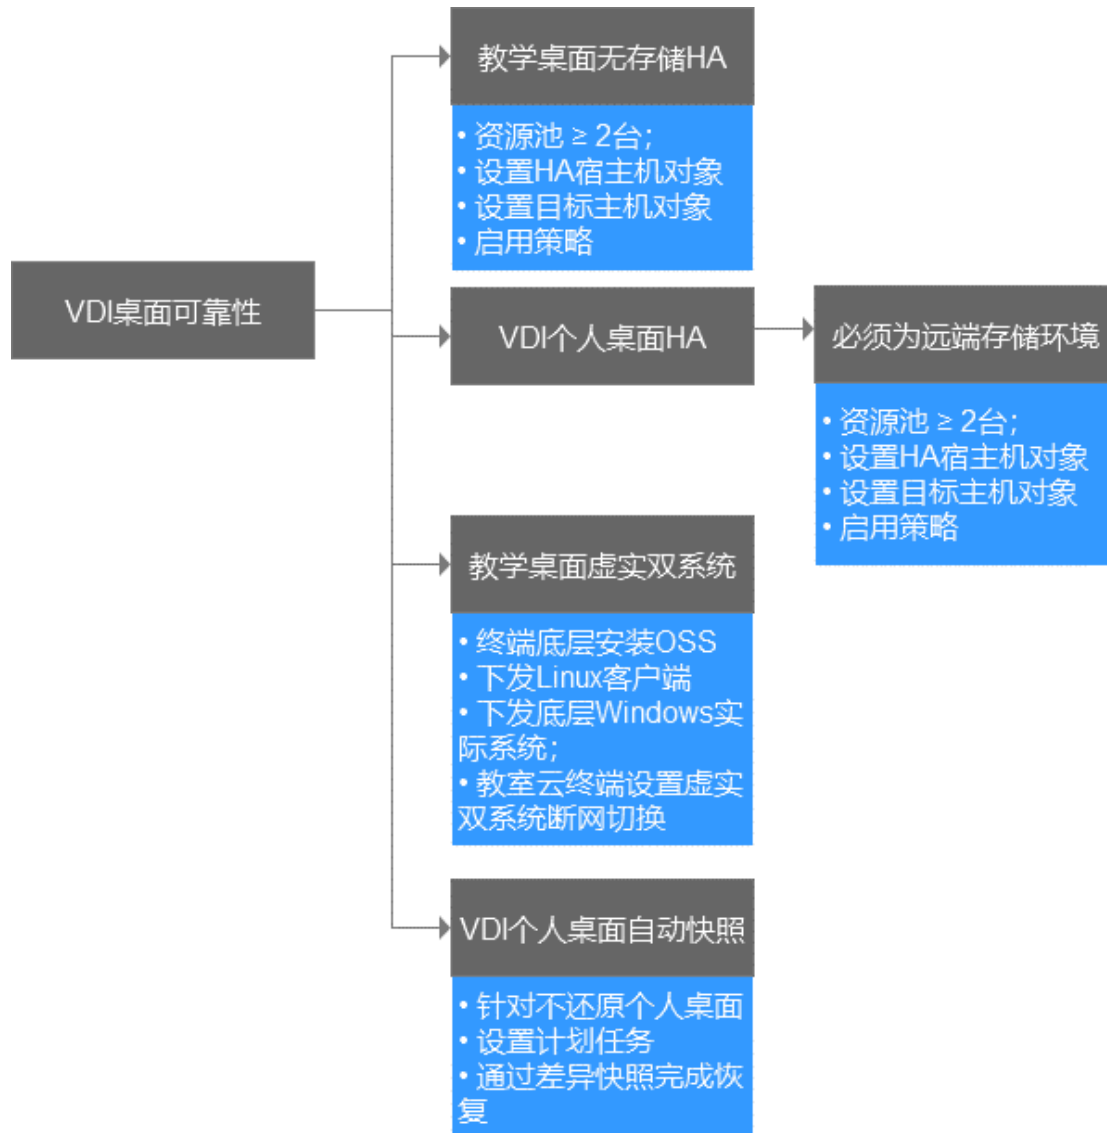 教学桌面无存储HA
• 资源池 ≥ 2台；
• 设置HA宿主机对象
• 设置目标主机对象
• 启用策略
VDI桌面可靠性
VDI个人桌面HA
必须为远端存储环境
• 资源池 ≥ 2台；
• 设置HA宿主机对象
• 设置目标主机对象
• 启用策略
教学桌面虚实双系统
• 终端底层安装OSS
• 下发Linux客户端
• 下发底层Windows实
际系统；
• 教室云终端设置虚实
双系统断网切换
VDI个人桌面自动快照
• 针对不还原个人桌面
• 设置计划任务
• 通过差异快照完成恢
复